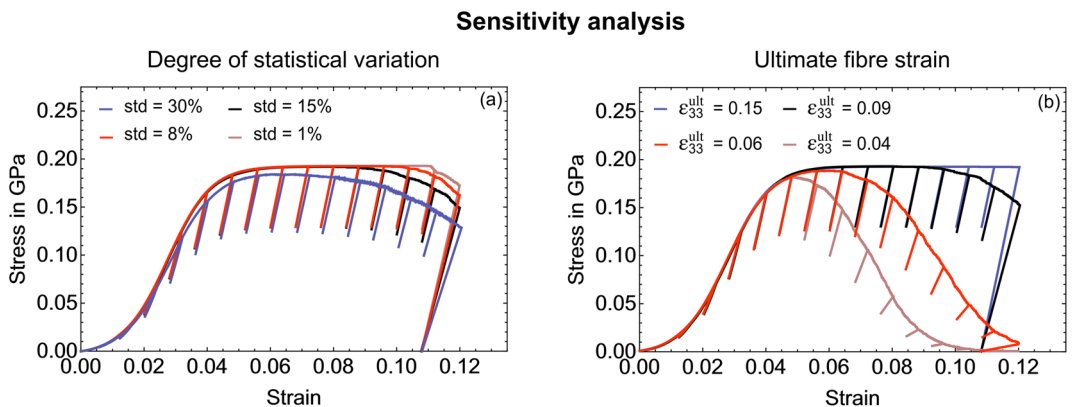 Sensitivity analysis
Degree of statistical variation
(a)
std = 30% std = 15%
std = 8% std = 1%
0.25
0.20
0.15
0.10
0.05
0.00
Stress in GPa
0.00 0.02 0.04 0.06 0.08 0.10 0.12
Strain
Ultimate fibre strain
(b)
ε₃₃ᵘˡᵗ = 0.15 ε₃₃ᵘˡᵗ = 0.09
ε₃₃ᵘˡᵗ = 0.06 ε₃₃ᵘˡᵗ = 0.04
0.25
0.20
0.15
0.10
0.05
0.00
Stress in GPa
0.00 0.02 0.04 0.06 0.08 0.10 0.12
Strain